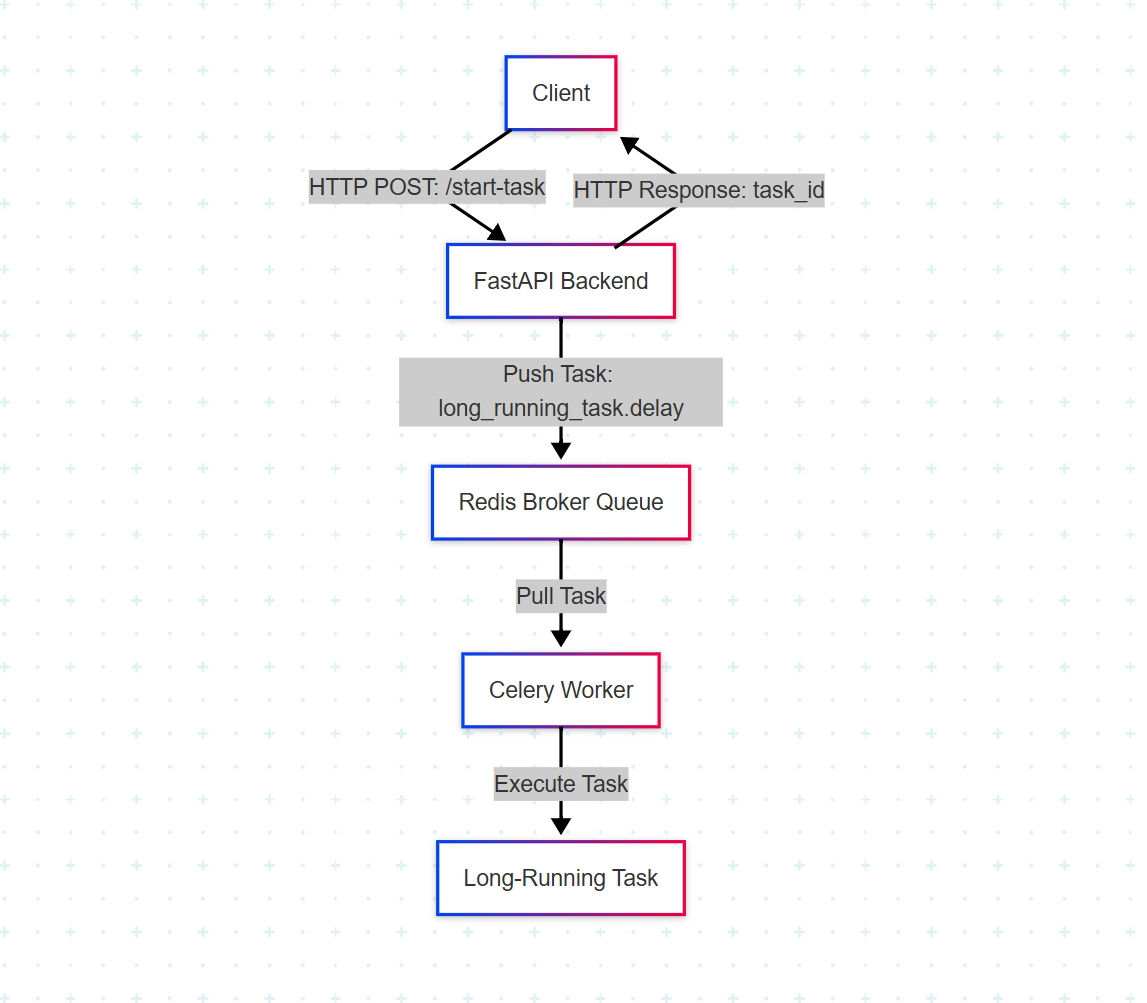 Client
HTTP POST: /start-task
HTTP Response: task_id
FastAPI Backend
Push Task:
long_running_task.delay
Redis Broker Queue
Pull Task
Celery Worker
Execute Task
Long-Running Task